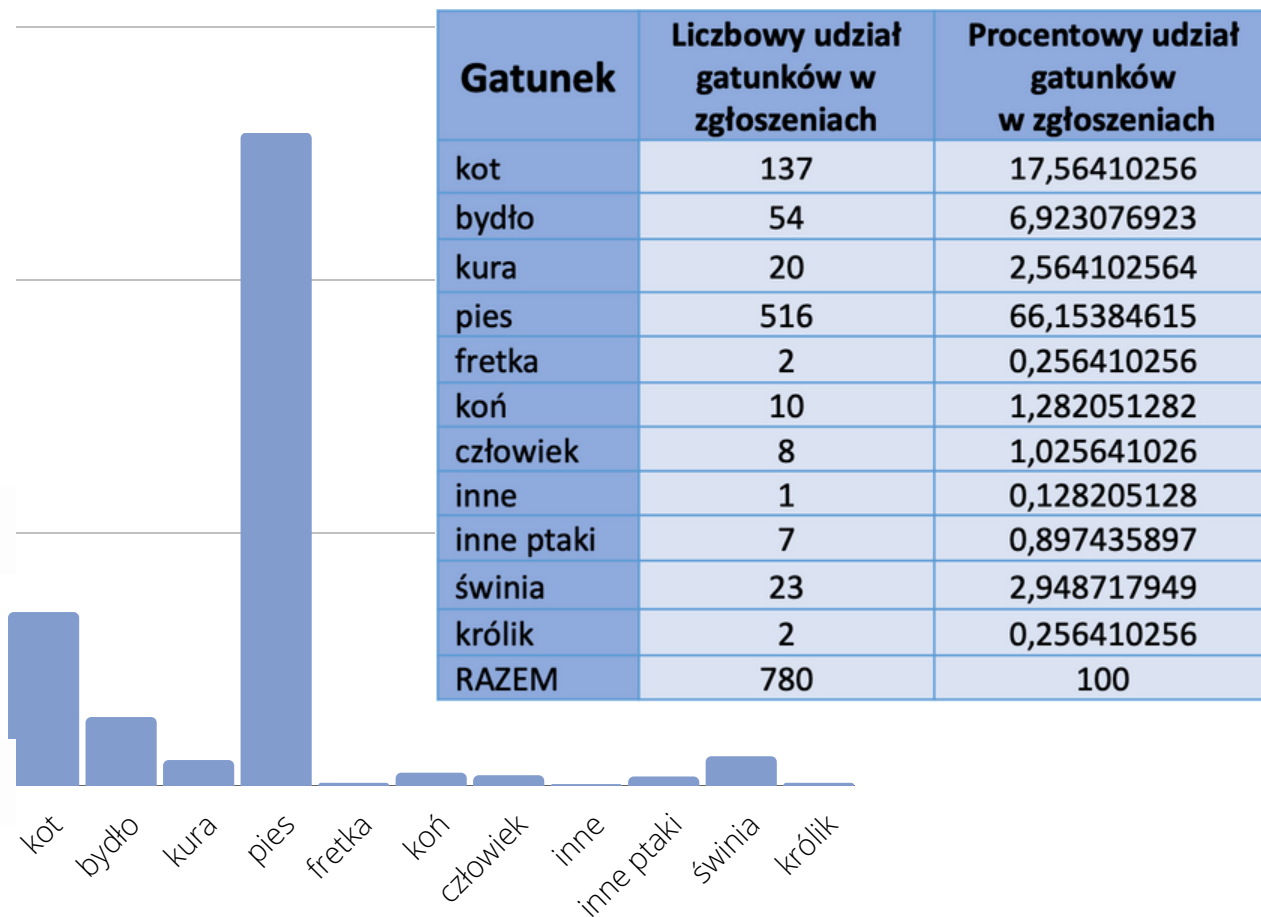 Gatunek Liczbowy udział gatunków w zgłoszeniach Procentowy udział gatunków w zgłoszeniach
kot 137 17,56410256
bydło 54 6,923076923
kura 20 2,564102564
pies 516 66,15384615
fretka 2 0,256410256
koń 10 1,282051282
człowiek 8 1,025641026
inne 1 0,128205128
inne ptaki 7 0,897435897
świnia 23 2,948717949
królik 2 0,256410256
RAZEM 780 100
kot bydło kura pies fretka koń człowiek inne inne ptaki świnia królik